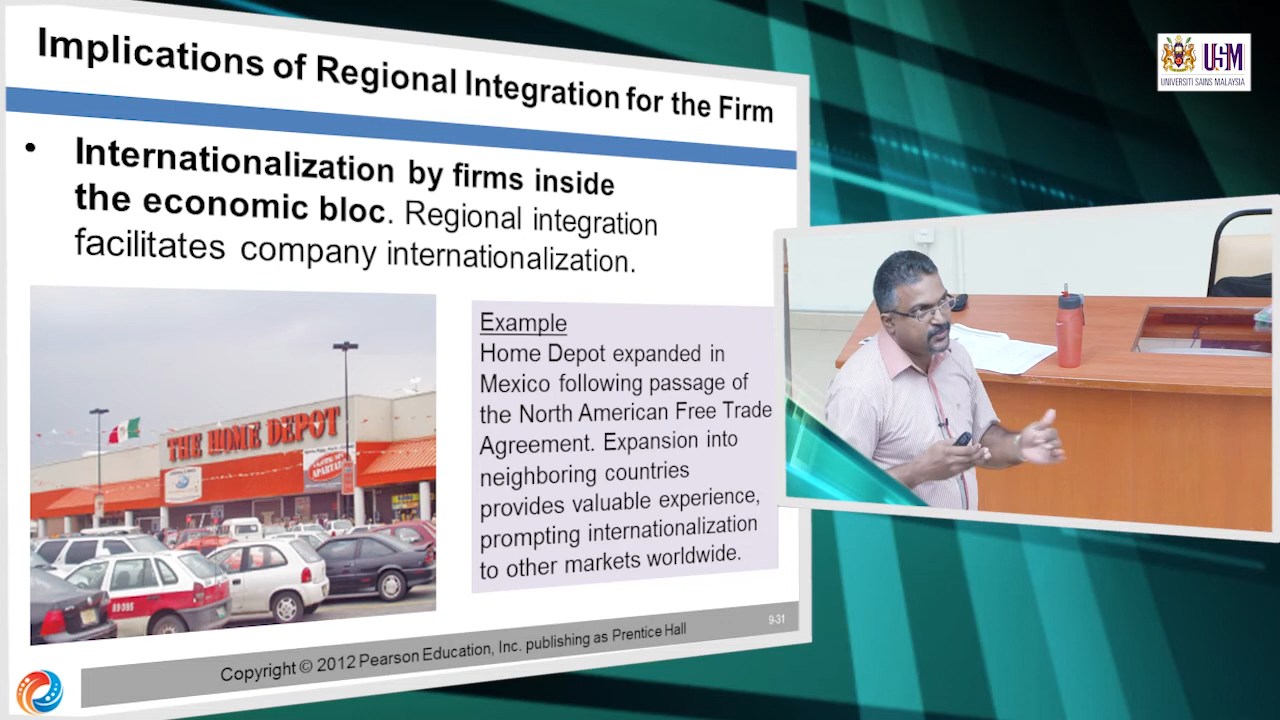 Implications of Regional Integration for the Firm
• Internationalization by firms inside
the economic bloc. Regional integration
facilitates company internationalization.
THE HOME DEPOT
Example
Home Depot expanded in
Mexico following passage of
the North American Free Trade
Agreement. Expansion into
neighboring countries
provides valuable experience,
prompting internationalization
to other markets worldwide.
9-31
Copyright © 2012 Pearson Education, Inc. publishing as Prentice Hall
USM
UNIVERSITI SAINS MALAYSIA